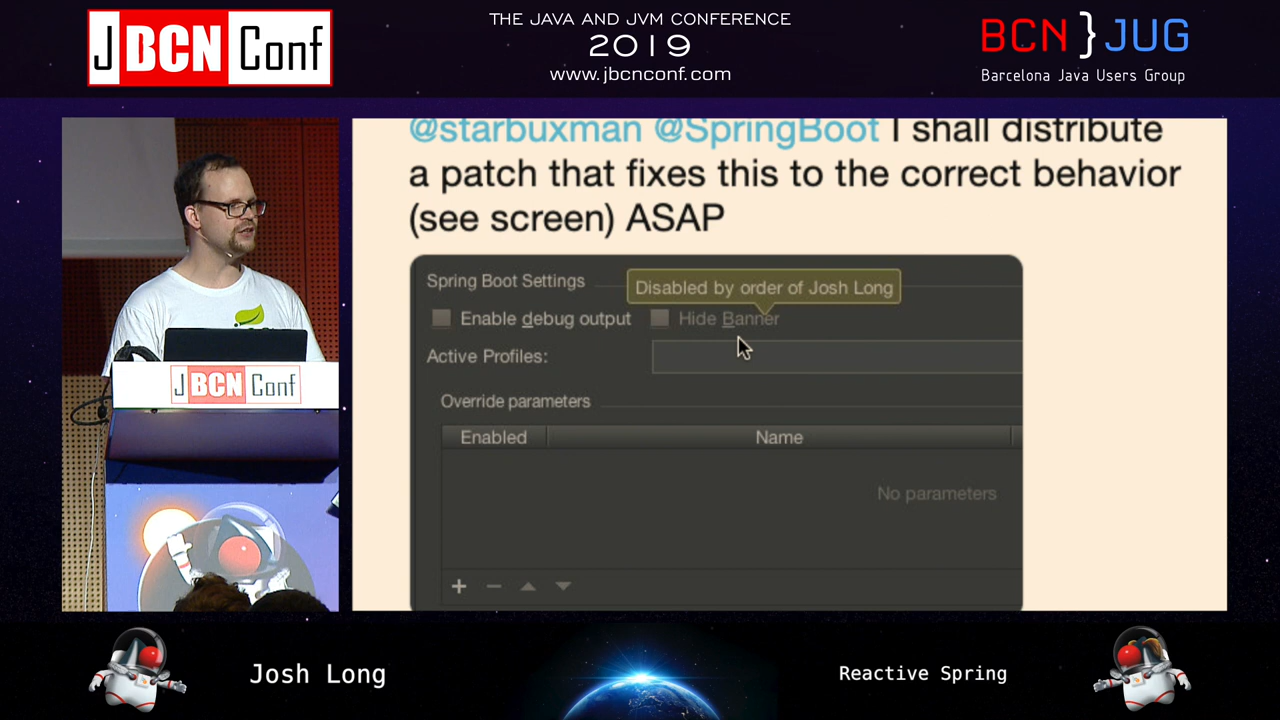 J BCN Conf
THE JAVA AND JVM CONFERENCE
2019
www.jbcnconf.com
BCN }JUG
Barcelona Java Users Group
@starbuxman @SpringBoot I shall distribute
a patch that fixes this to the correct behavior
(see screen) ASAP
Spring Boot Settings
Disabled by order of Josh Long
Enable debug output
Hide Banner
Active Profiles:
Override parameters
Enabled
Name
No parameters
J BCN Conf
Josh Long
Reactive Spring